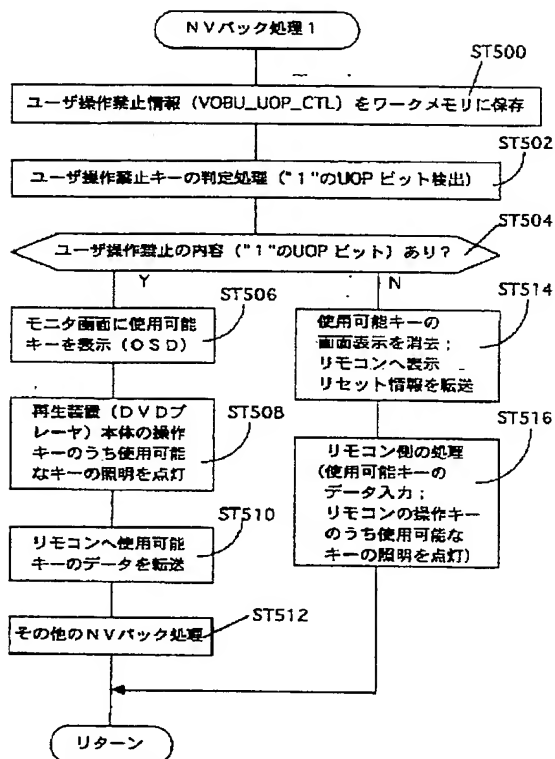 NVパック処理1
ST500
ユーザ操作禁止情報（VOBU_UOP_CTL）をワークメモリに保存
ST502
ユーザ操作禁止キーの判定処理（"1"のUOPビット検出）
ST504
ユーザ操作禁止の内容（"1"のUOPビット）あり？
Y
N
ST506
モニタ画面に使用可能
キーを表示（OSD）
ST508
再生装置（DVDプ
レーヤ）本体の操作
キーのうち使用可能
なキーの照明を点灯
ST510
リモコンへ使用可能
キーのデータを転送
ST512
その他のNVパック処理
ST514
使用可能キーの
画面表示を消去；
リモコンへ表示
リセット情報を転送
ST516
リモコン側の処理
（使用可能キーの
データ入力；
リモコンの操作キー
のうち使用可能な
キーの照明を点灯）
リターン